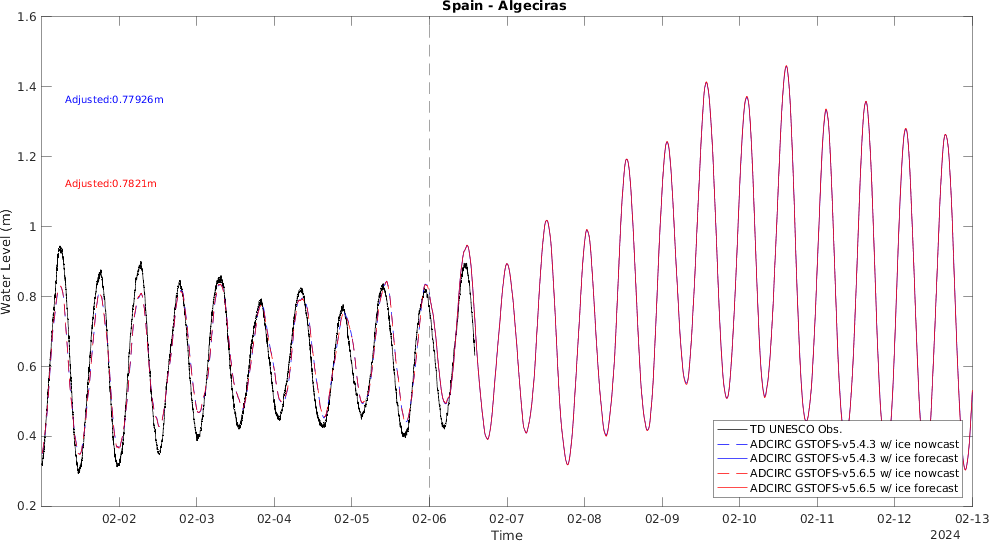 Spain - Algeciras
1.6
1.4
1.2
1
0.8
0.6
0.4
0.2
Water Level (m)
Adjusted:0.77926m
Adjusted:0.7821m
TD UNESCO Obs.
ADCIRC GSTOFS-v5.4.3 w/ ice nowcast
ADCIRC GSTOFS-v5.4.3 w/ ice forecast
ADCIRC GSTOFS-v5.6.5 w/ ice nowcast
ADCIRC GSTOFS-v5.6.5 w/ ice forecast
02-02 02-03 02-04 02-05 02-06 02-07 02-08 02-09 02-10 02-11 02-12 02-13
Time
2024